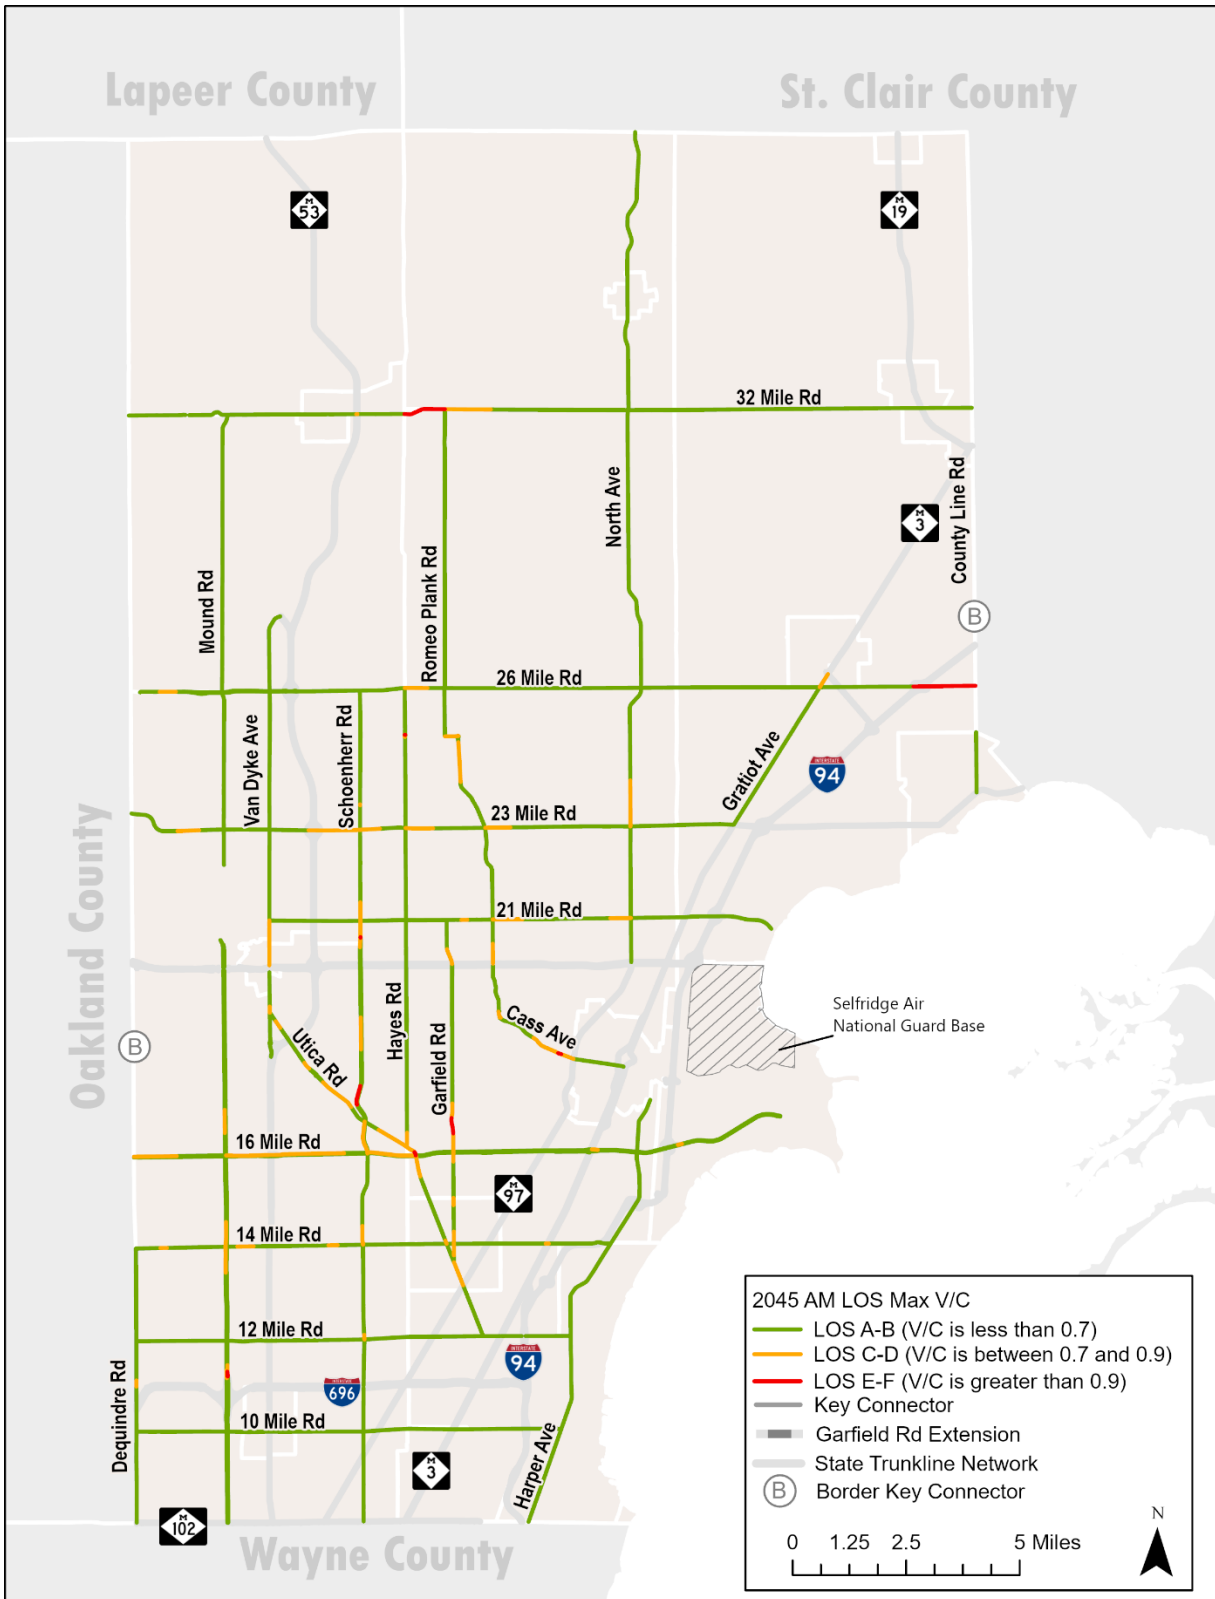 Lapeer County
St. Clair County
M
53
M
19
32 Mile Rd
North Ave
County Line Rd
M
3
Mound Rd
Romeo Plank Rd
B
26 Mile Rd
Van Dyke Ave
Schoenherr Rd
Gratiot Ave
INTERSTATE
94
23 Mile Rd
Oakland County
21 Mile Rd
Selfridge Air
National Guard Base
Cass Ave
Hayes Rd
Utica Rd
Garfield Rd
B
16 Mile Rd
M
97
14 Mile Rd
12 Mile Rd
INTERSTATE
94
INTERSTATE
696
Dequindre Rd
10 Mile Rd
Harper Ave
M
3
M
102
Wayne County
2045 AM LOS Max V/C
LOS A-B (V/C is less than 0.7)
LOS C-D (V/C is between 0.7 and 0.9)
LOS E-F (V/C is greater than 0.9)
Key Connector
Garfield Rd Extension
State Trunkline Network
B Border Key Connector
N
0 1.25 2.5 5 Miles